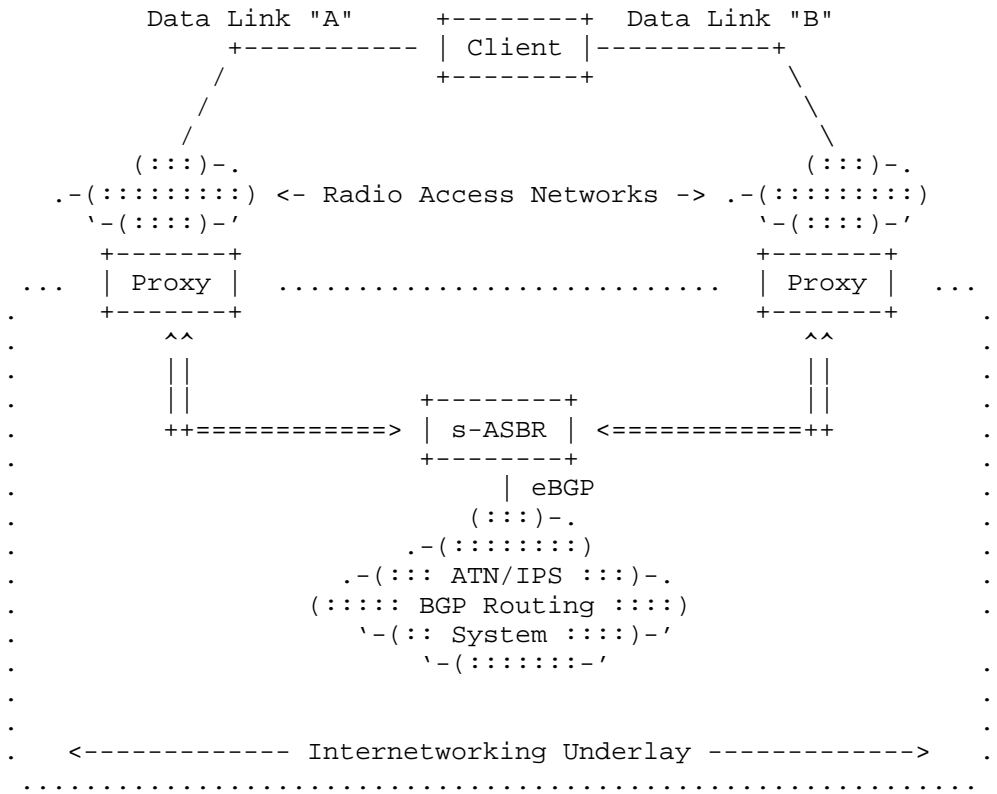 Data Link "A" +--------+ Data Link "B"
+----------- | Client |-----------+
/ +--------+ \
/ \
/ \
(:::)-. (:::)-.
.-(:::::::::) <- Radio Access Networks -> .-(:::::::::)
`-(::::)-' `-(::::)-'
+-------+ +-------+
... | Proxy | ............................ | Proxy | ...
. +-------+ +-------+ .
. ^^ ^^ .
. || || .
. || +--------+ || .
. ++============> | s-ASBR | <============++ .
. +--------+ .
. | eBGP .
. (:::)-. .
. .-(::::::::) .
. .-(::: ATN/IPS :::)-. .
. (::::: BGP Routing ::::) .
. `-(:: System ::::)-' .
. `-(:::::::-' .
. .
. .
. <------------- Internetworking Underlay -------------> .
............................................................